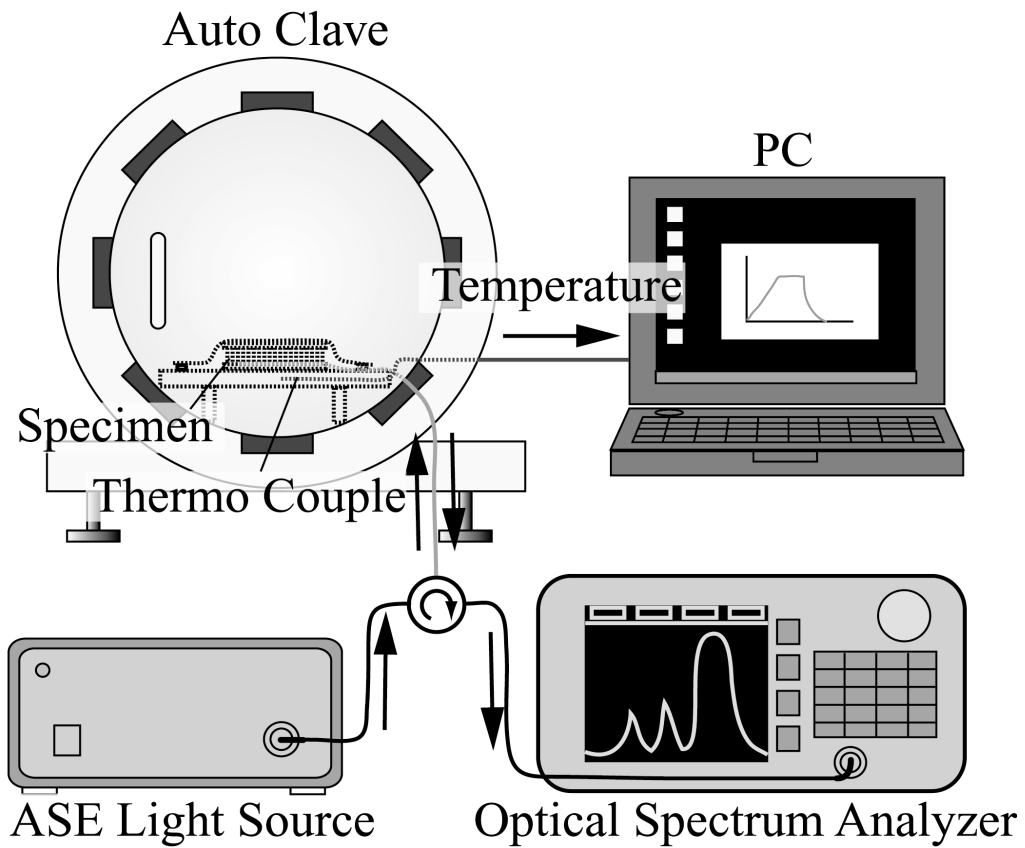 Auto Clave
PC
Temperature
Specimen
Thermo Couple
ASE Light Source
Optical Spectrum Analyzer